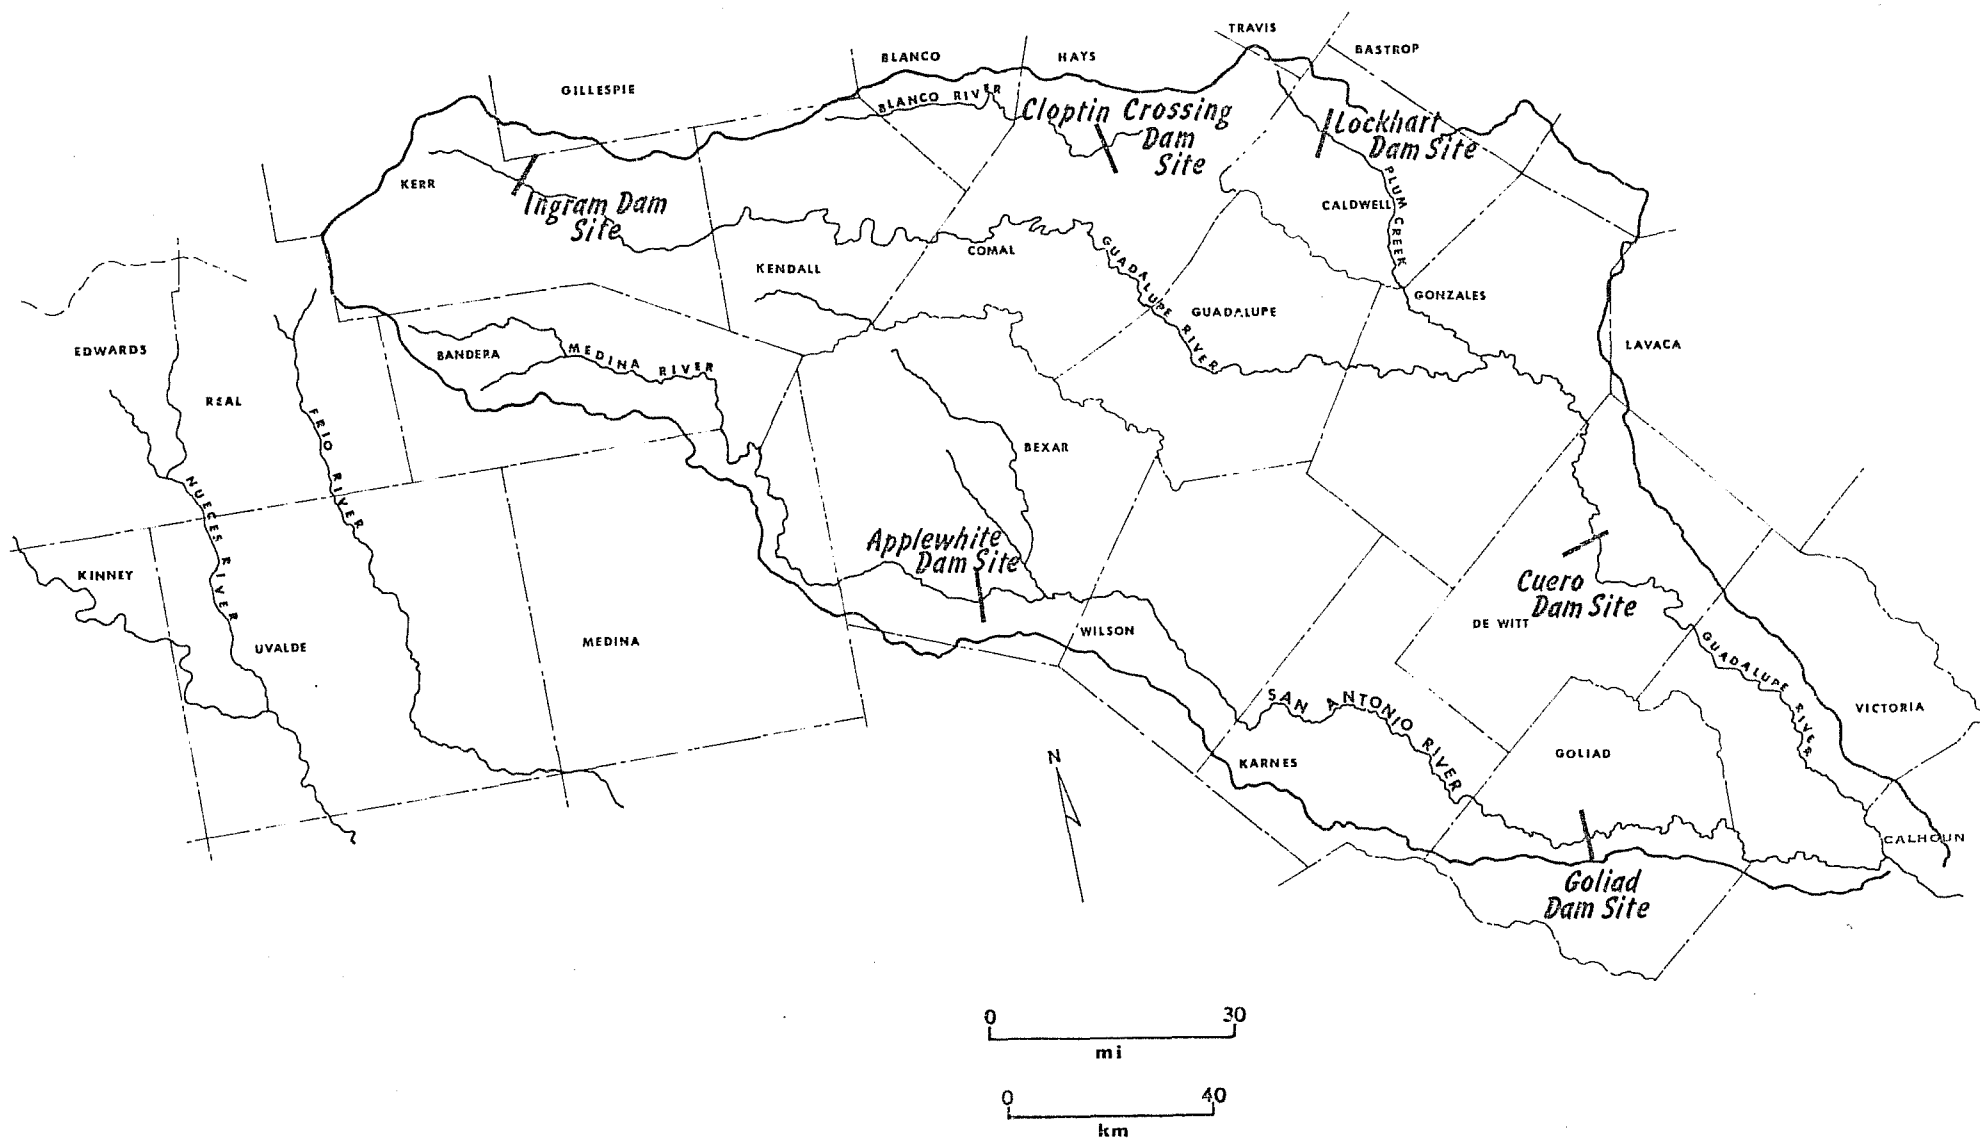 TRAVIS
BASTROP
BLANCO
HAYS
GILLESPIE
BLANCO RIVER
Cloptin Crossing
Dam
Site
Lockhart
Dam Site
KERR
Ingram Dam
Site
CALDWELL
PLUM CREEK
COMAL
KENDALL
GUADALUPE RIVER
GUADALUPE
GONZALES
EDWARDS
BANDERA
MEDINA RIVER
LAVACA
REAL
FRIO RIVER
BEXAR
NUECES RIVER
Applewhite
Dam Site
KINNEY
Cuero
Dam Site
DE WITT
WILSON
UVALDE
MEDINA
GUADALUPE RIVER
SAN ANTONIO RIVER
VICTORIA
GOLIAD
KARNES
N
CALHOUN
Goliad
Dam Site
0 30
mi
0 40
km